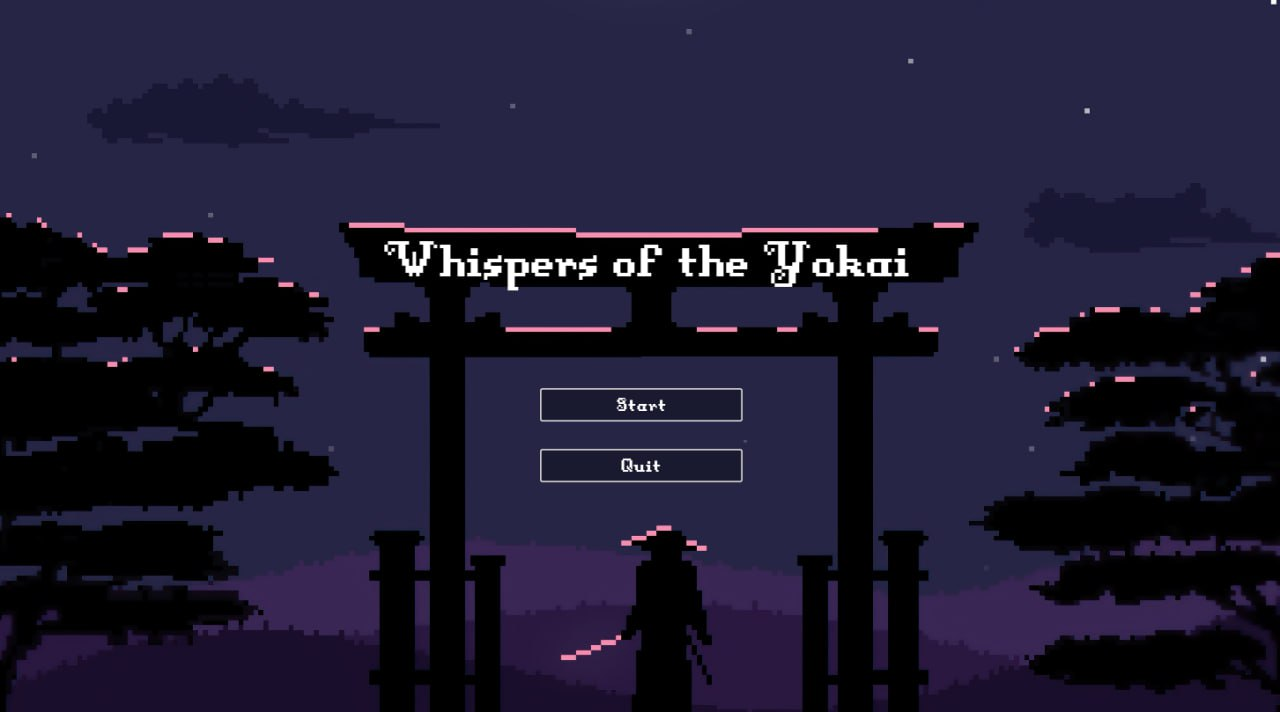 Whispers of the Yokai
Start
Quit